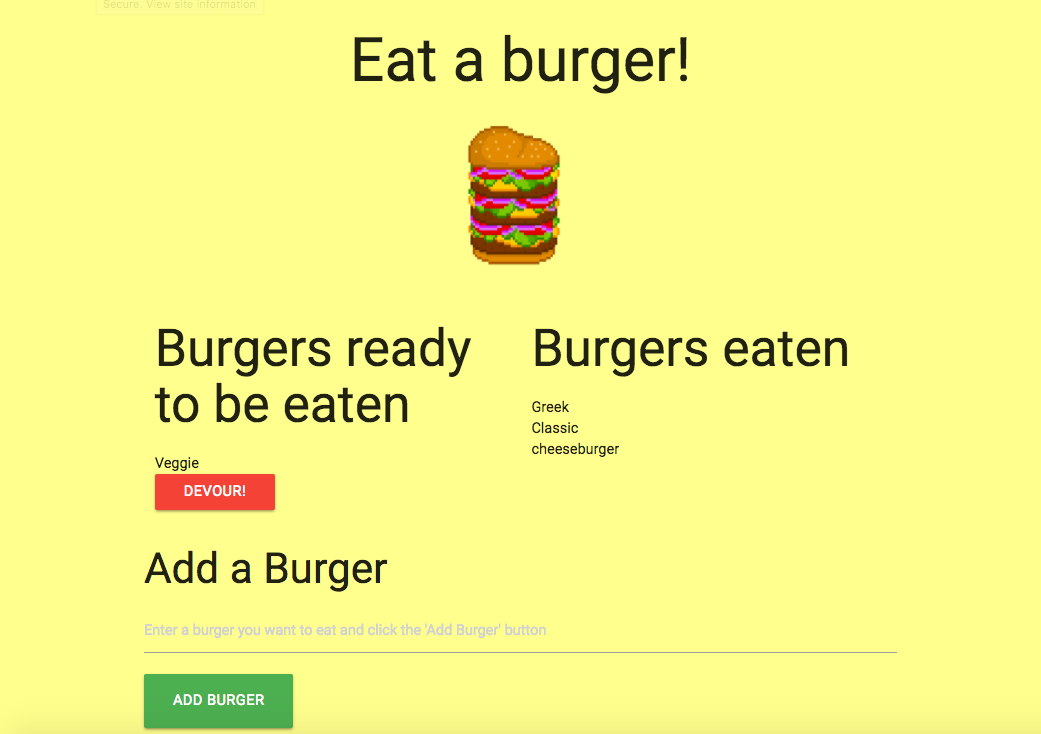 Secure. View site information
Eat a burger!
Burgers ready
to be eaten
Veggie
DEVOUR!
Burgers eaten
Greek
Classic
cheeseburger
Add a Burger
Enter a burger you want to eat and click the 'Add Burger' button
ADD BURGER